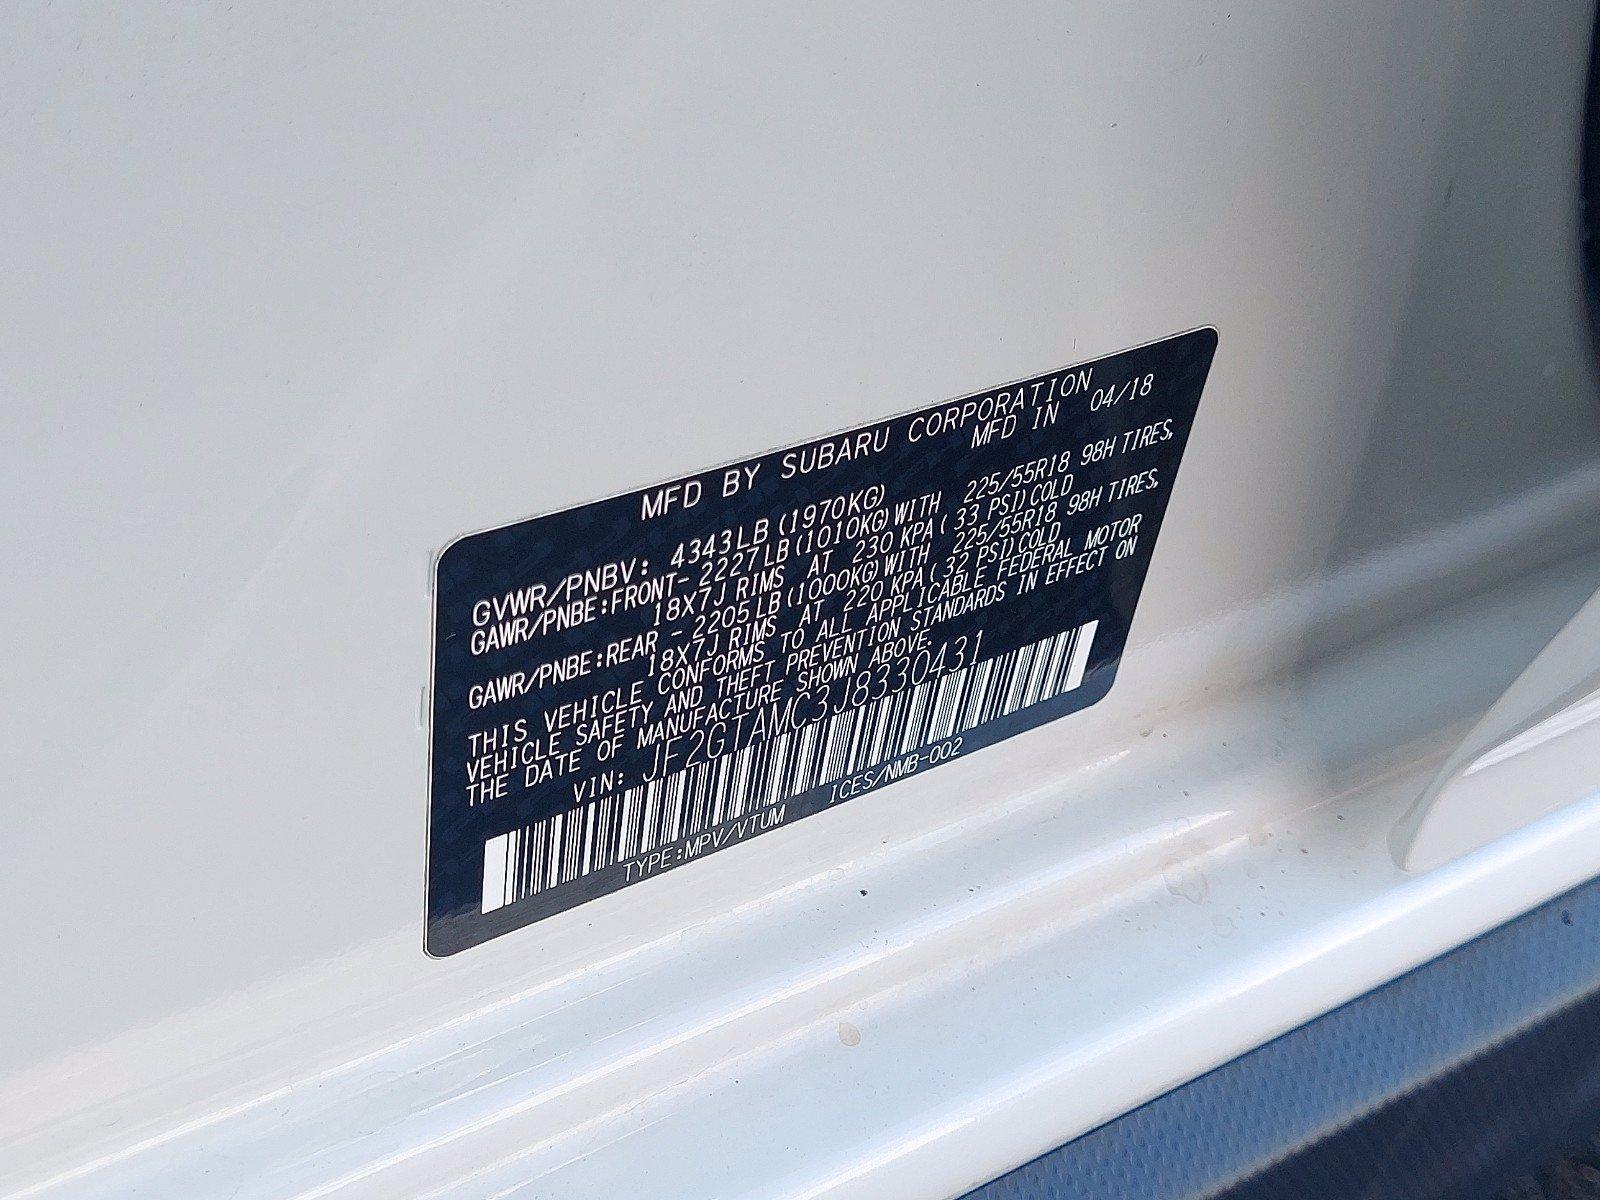 MFD BY SUBARU CORPORATION
MFD IN 04/18
GVWR/PNBV: 4343LB (1970KG)
GAWR/PNBE:FRONT- 2227LB (1010KG) WITH 225/55R18 98H TIRES,
18X7J RIMS AT 230 KPA ( 33 PSI) COLD
GAWR/PNBE:REAR - 2205LB (1000KG) WITH 225/55R18 98H TIRES,
18X7J RIMS AT 220 KPA ( 32 PSI) COLD
THIS VEHICLE CONFORMS TO ALL APPLICABLE FEDERAL MOTOR
VEHICLE SAFETY AND THEFT PREVENTION STANDARDS IN EFFECT ON
THE DATE OF MANUFACTURE SHOWN ABOVE.
VIN: JF2GTAMC3J8330431
TYPE:MPV/VTUM ICES/NMB-002